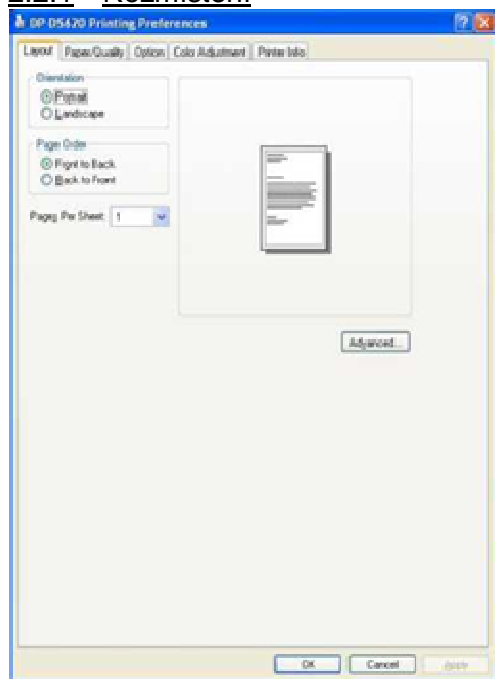 DP-DS620 Printing Preferences
Layout Paper/Quality Option Color Adjustment Printer Info
Orientation
Portrait
Landscape
Page Order
Front to Back
Back to Front
Pages Per Sheet: 1
Advanced...
OK Cancel Apply